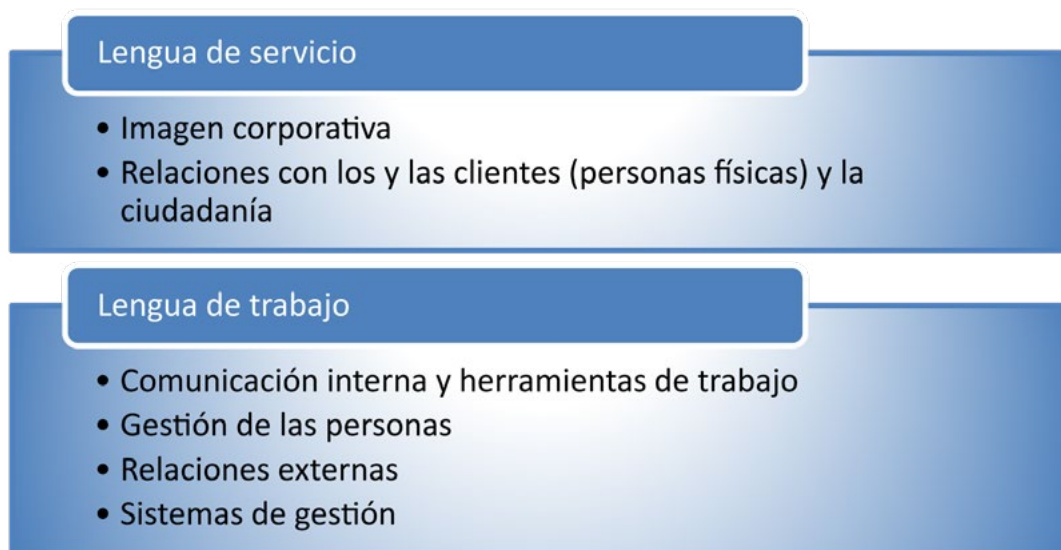 Lengua de servicio
• Imagen corporativa
• Relaciones con los y las clientes (personas físicas) y la
ciudadanía
Lengua de trabajo
• Comunicación interna y herramientas de trabajo
• Gestión de las personas
• Relaciones externas
• Sistemas de gestión